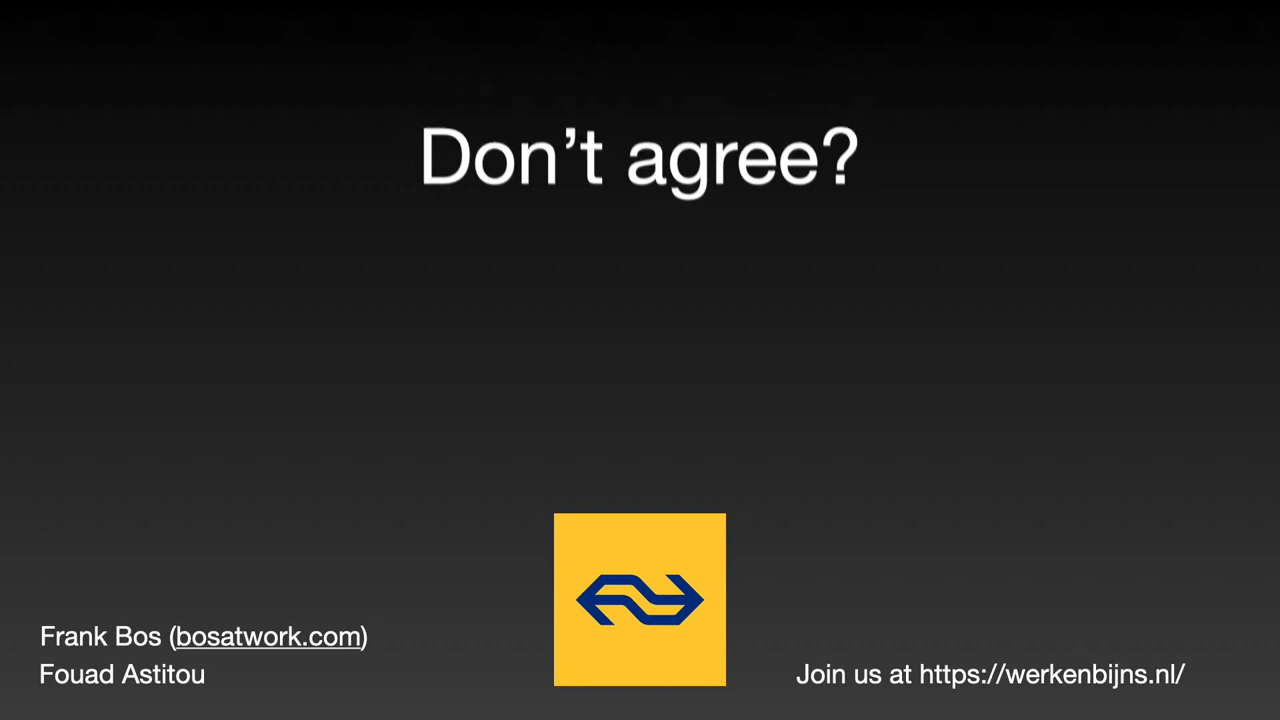 Don’t agree?
Frank Bos (bosatwork.com)
Fouad Astitou
Join us at https://werkenbijns.nl/